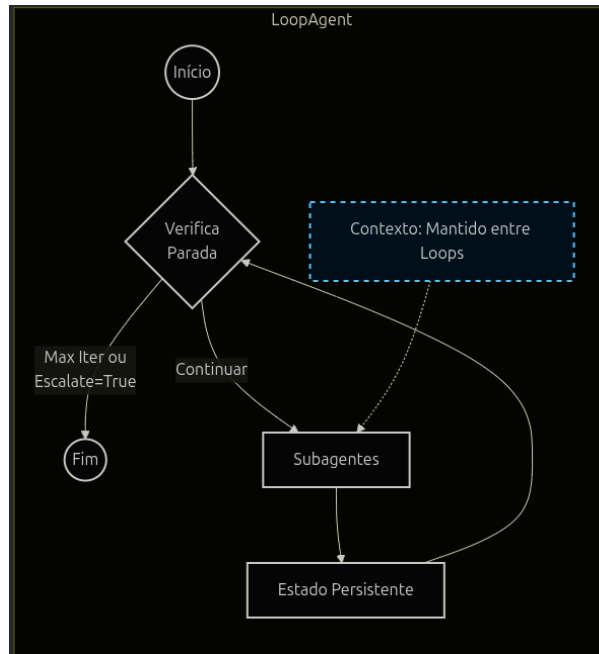 LoopAgent
Início
Verifica
Parada
Contexto: Mantido entre
Loops
Max Iter ou
Escalate=True
Continuar
Fim
Subagentes
Estado Persistente